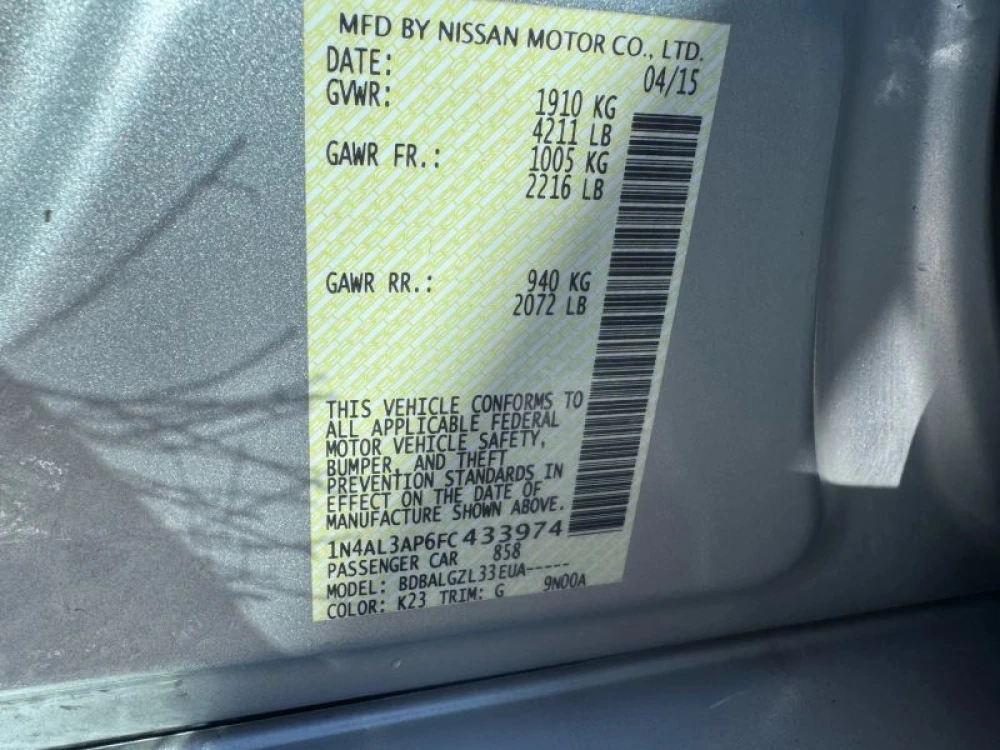 MFD BY NISSAN MOTOR CO., LTD.
DATE: 04/15
GVWR: 1910 KG
4211 LB
GAWR FR.: 1005 KG
2216 LB
GAWR RR.: 940 KG
2072 LB
THIS VEHICLE CONFORMS TO
ALL APPLICABLE FEDERAL
MOTOR VEHICLE SAFETY,
BUMPER, AND THEFT
PREVENTION STANDARDS IN
EFFECT ON THE DATE OF
MANUFACTURE SHOWN ABOVE.
1N4AL3AP6FC433974
PASSENGER CAR 858
MODEL: BDBALGZL33EUA-----
COLOR: K23 TRIM: G 9N00A